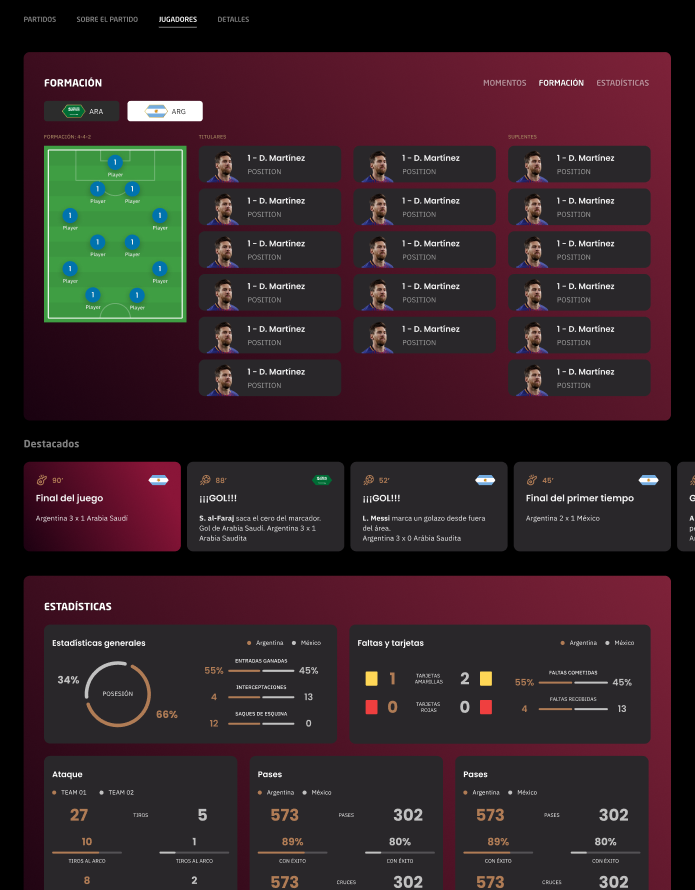 PARTIDOS SOBRE EL PARTIDO JUGADORES DETALLES
FORMACIÓN
MOMENTOS FORMACIÓN ESTADÍSTICAS
ARA ARG
FORMACIÓN: 4-4-2
TITULARES
SUPLENTES
1
Player
1 1
Player Player
1 1
Player Player
1 1
Player Player
1 1
Player Player
1 1
Player Player
1 - D. Martínez
POSITION
1 - D. Martínez
POSITION
1 - D. Martínez
POSITION
1 - D. Martínez
POSITION
1 - D. Martínez
POSITION
1 - D. Martínez
POSITION
1 - D. Martínez
POSITION
1 - D. Martínez
POSITION
1 - D. Martínez
POSITION
1 - D. Martínez
POSITION
1 - D. Martínez
POSITION
1 - D. Martínez
POSITION
1 - D. Martínez
POSITION
1 - D. Martínez
POSITION
1 - D. Martínez
POSITION
1 - D. Martínez
POSITION
1 - D. Martínez
POSITION
Destacados
90'
Final del juego
Argentina 3 x 1 Arabia Saudí
88'
¡¡¡GOL!!!
S. al-Faraj saca el cero del marcador.
Gol de Arabia Saudí. Argentina 3 x 1
Arabia Saudita
52'
¡¡¡GOL!!!
L. Messi marca un golazo desde fuera
del área.
Argentina 3 x 0 Arábia Saudita
45'
Final del primer tiempo
Argentina 2 x 1 México
ESTADÍSTICAS
Estadísticas generales
Argentina México
34%
POSESIÓN
66%
ENTRADAS GANADAS
55% 45%
INTERCEPTACIONES
4 13
SAQUES DE ESQUINA
12 0
Faltas y tarjetas
Argentina México
1 TARJETAS
AMARILLAS 2
0 TARJETAS
ROJAS 0
FALTAS COMETIDAS
55% 45%
FALTAS RECEBIDAS
4 13
Ataque
TEAM 01 TEAM 02
27 TIROS 5
10 1
TIROS AL ARCO TIROS AL ARCO
8 2
Pases
Argentina México
573 PASES 302
89% 80%
CON ÉXITO CON ÉXITO
573 CRUCES 302
Pases
Argentina México
573 PASES 302
89% 80%
CON ÉXITO CON ÉXITO
573 CRUCES 302